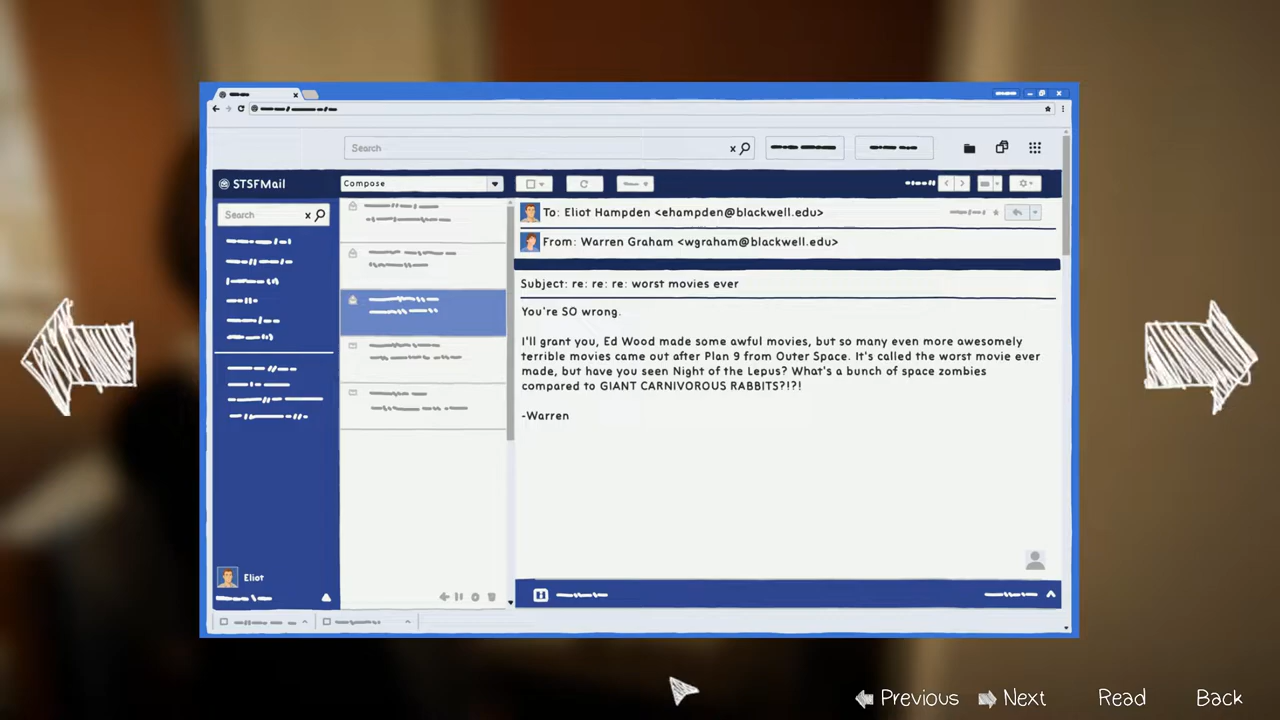 Search
STSFMail
Compose
Search
To: Eliot Hampden <ehampden@blackwell.edu>
From: Warren Graham <wgraham@blackwell.edu>
Subject: re: re: re: worst movies ever
You're SO wrong.
I'll grant you, Ed Wood made some awful movies, but so many even more awesomely
terrible movies came out after Plan 9 from Outer Space. It's called the worst movie ever
made, but have you seen Night of the Lepus? What's a bunch of space zombies
compared to GIANT CARNIVOROUS RABBITS?!?!
-Warren
Eliot
Previous
Next
Read
Back